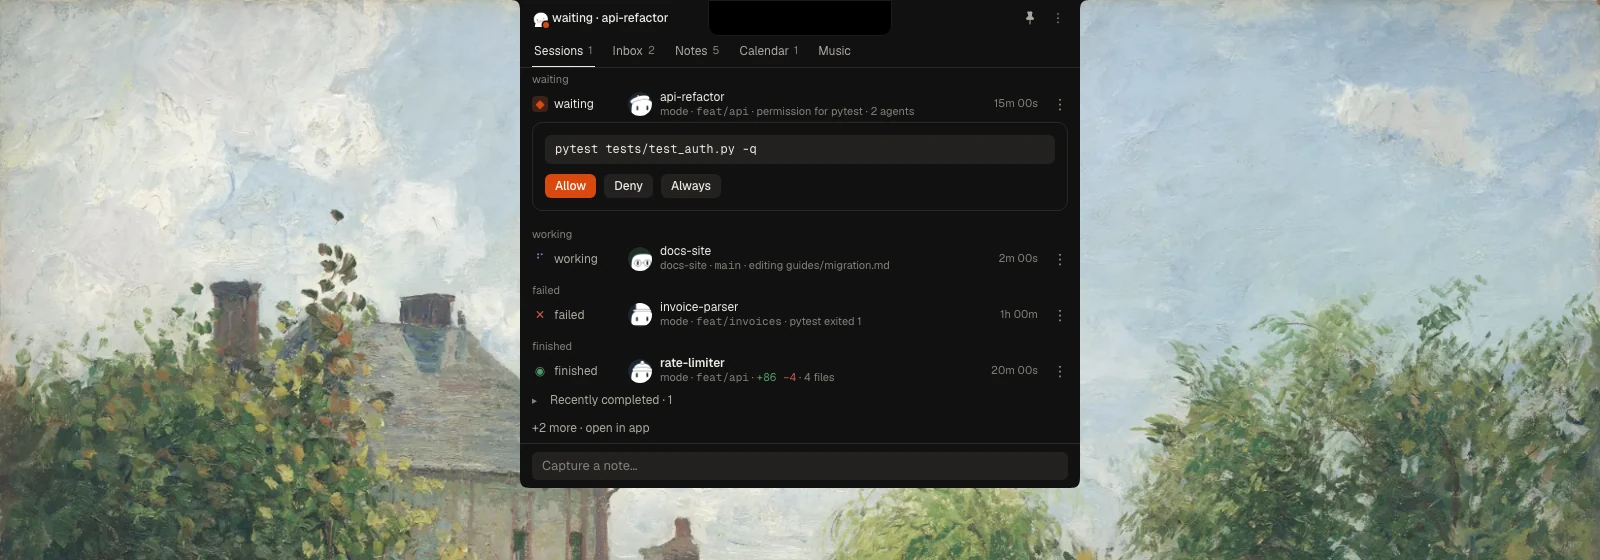 waiting · api-refactor
Sessions 1 Inbox 2 Notes 5 Calendar 1 Music
waiting
waiting api-refactor 15m 00s
mode · feat/api · permission for pytest · 2 agents
pytest tests/test_auth.py -q
Allow Deny Always
working
working docs-site 2m 00s
docs-site · main · editing guides/migration.md
failed
failed invoice-parser 1h 00m
mode · feat/invoices · pytest exited 1
finished
finished rate-limiter 20m 00s
mode · feat/api · +86 −4 · 4 files
Recently completed · 1
+2 more · open in app
Capture a note...